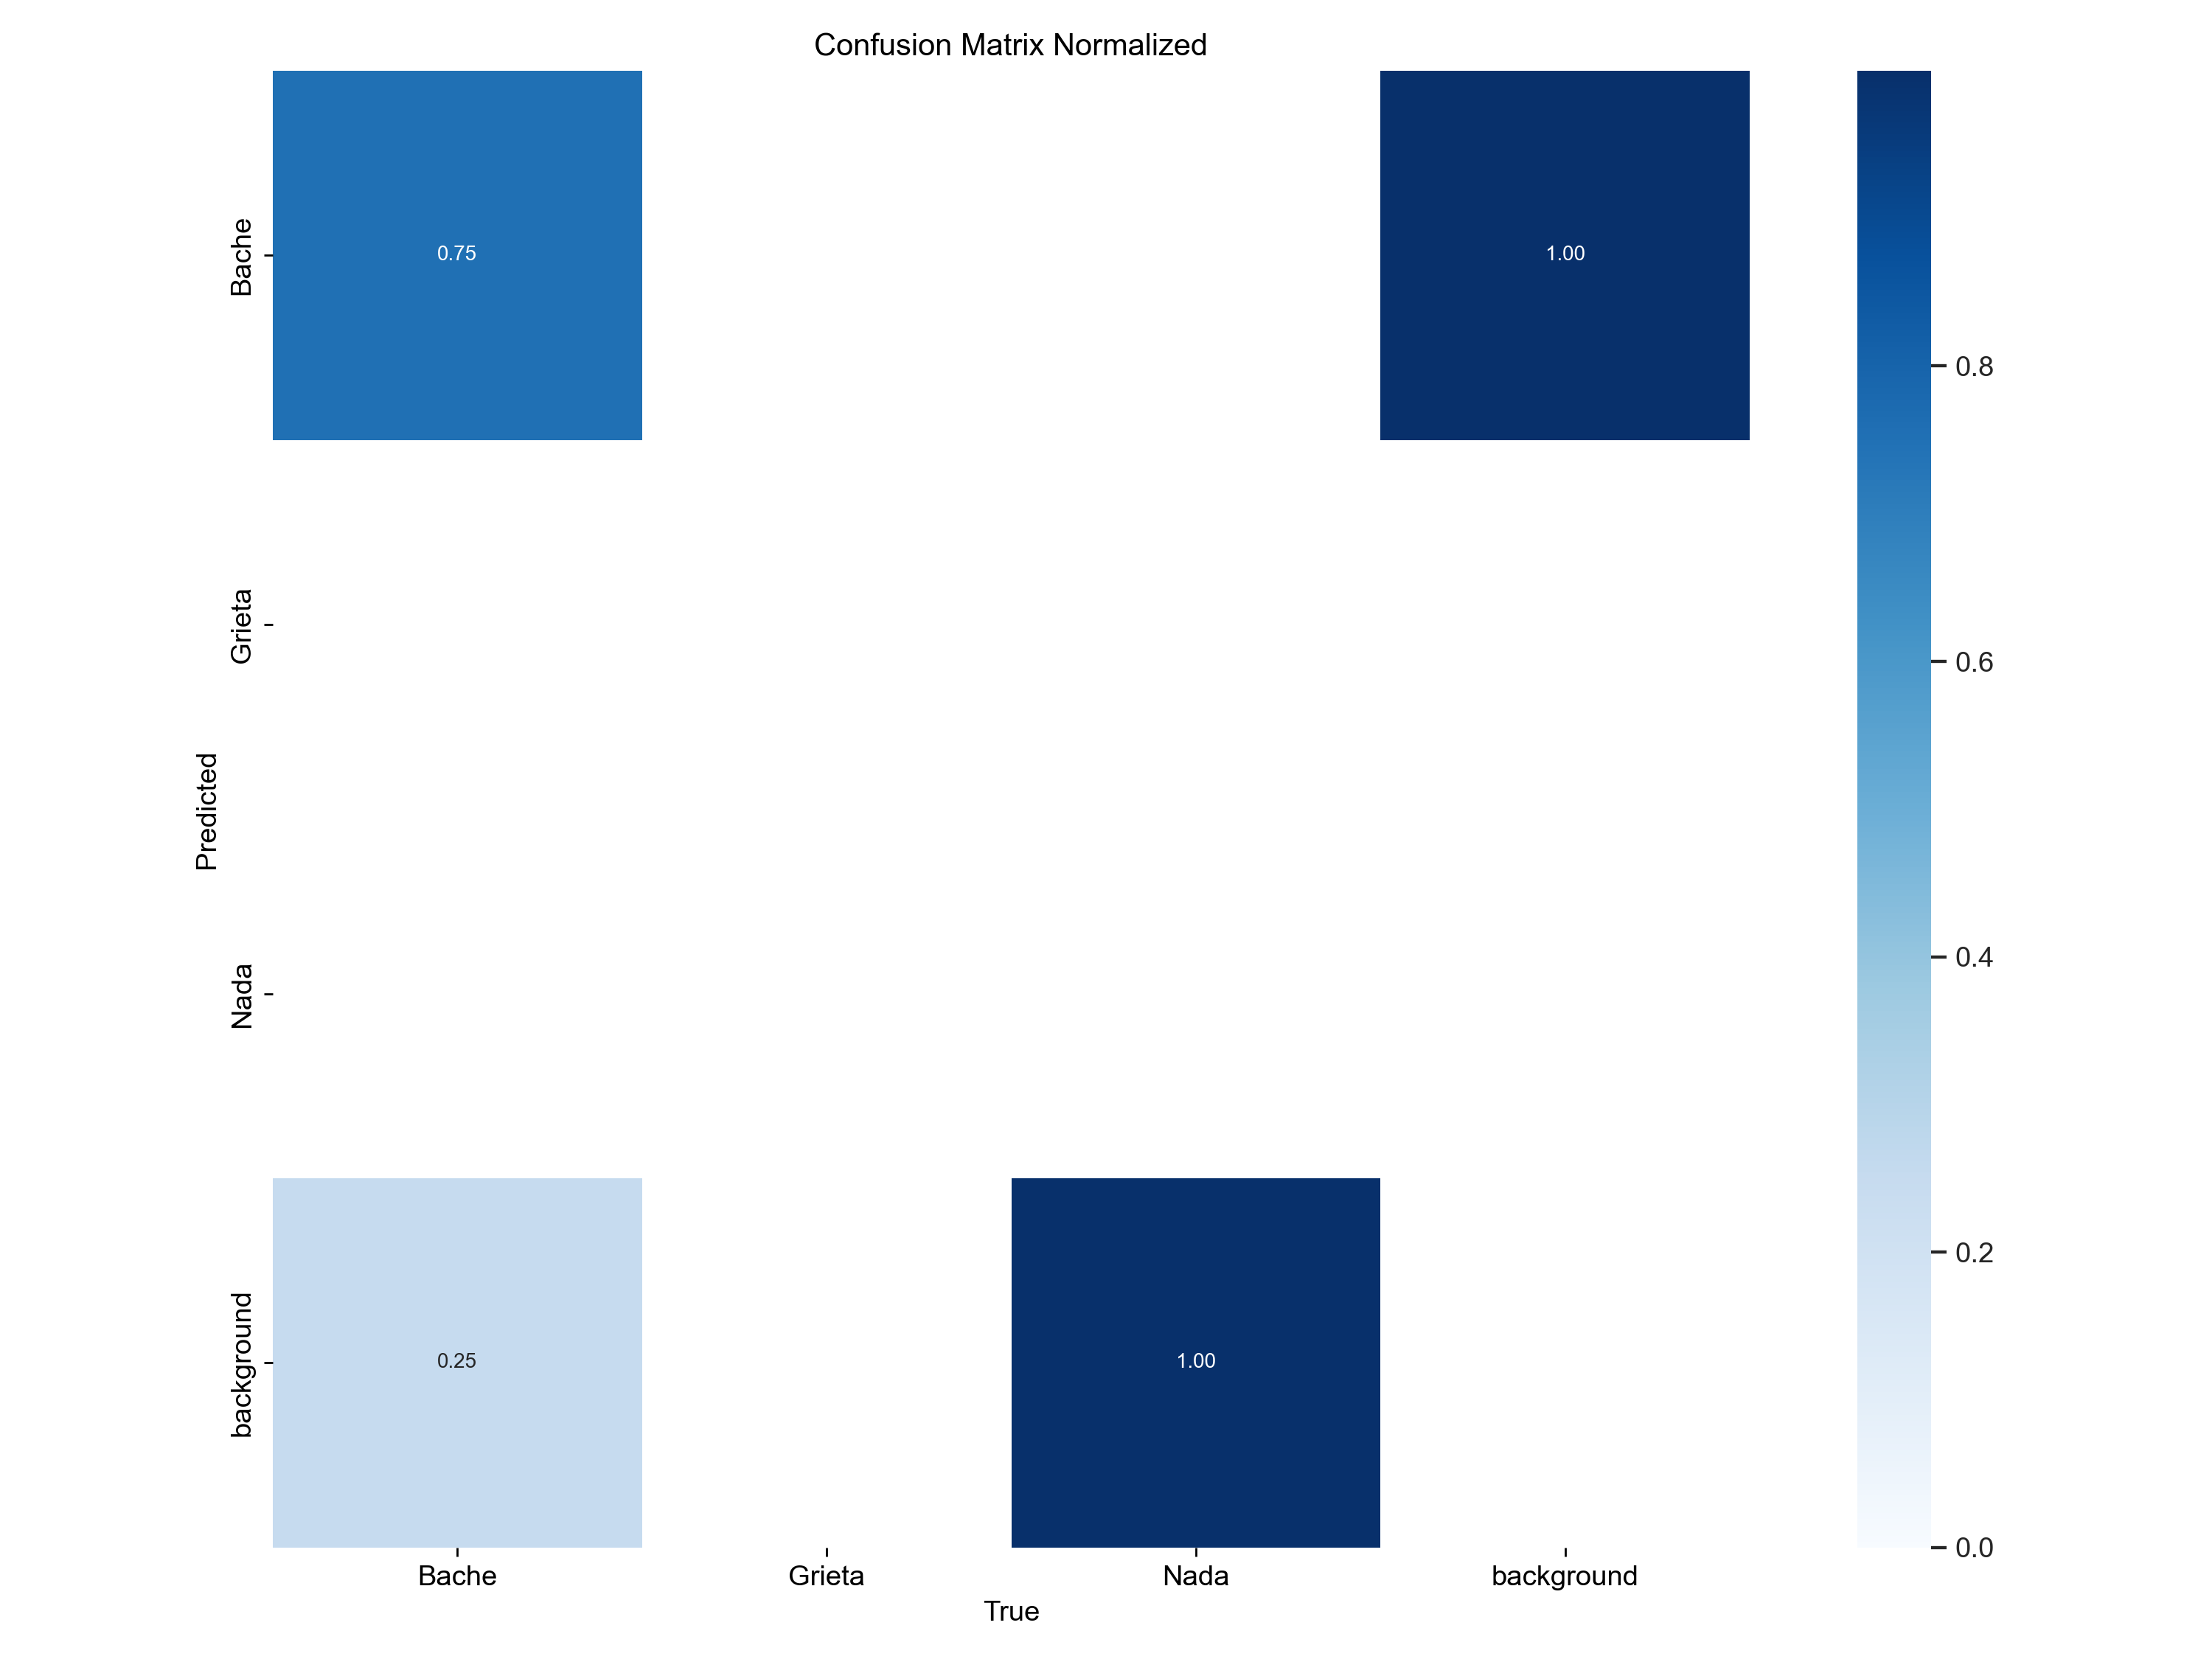 Confusion Matrix Normalized
Bache
0.75
1.00
0.8
Grieta
0.6
Predicted
Nada
0.4
background
0.25
1.00
0.2
0.0
Bache
Grieta
Nada
background
True